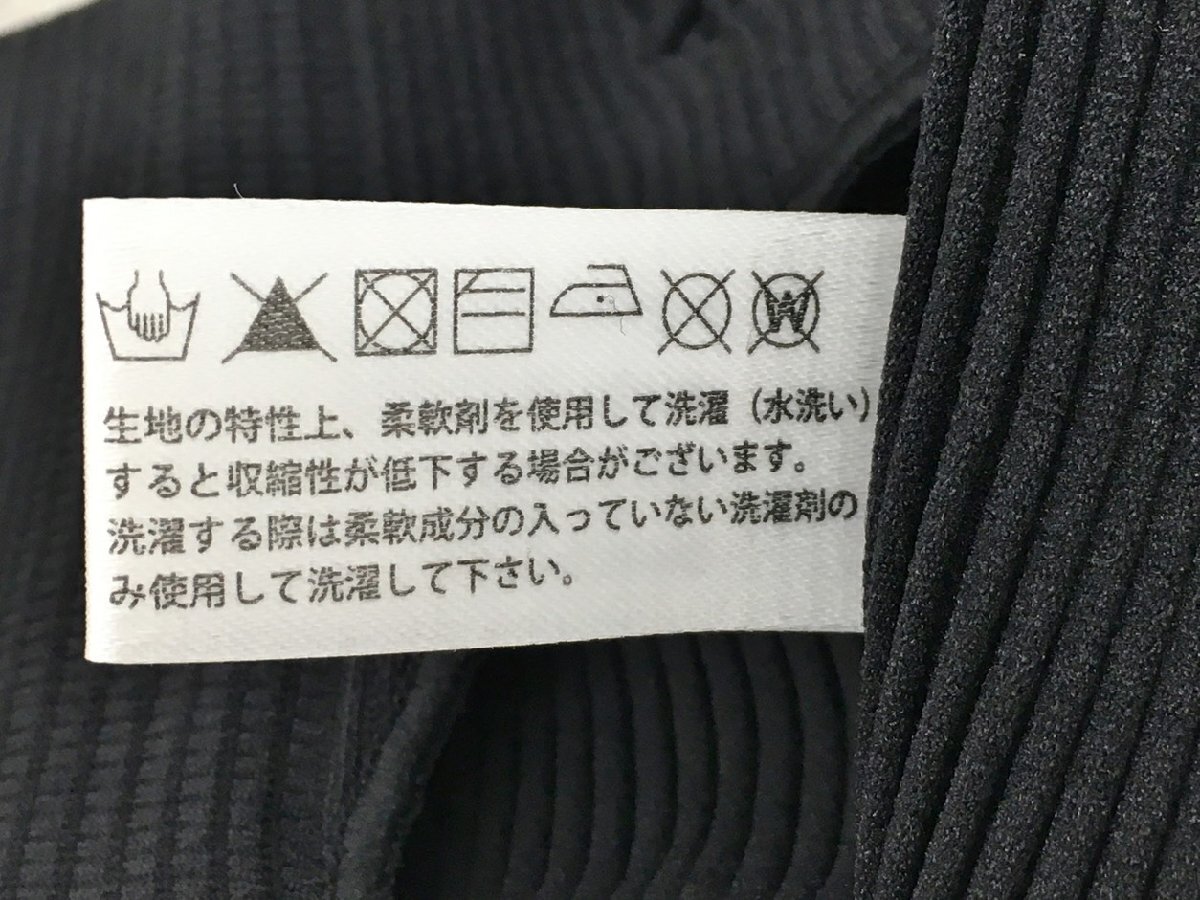 W
生地の特性上、柔軟剤を使用して洗濯（水洗い）
すると収縮性が低下する場合がございます。
洗濯する際は柔軟成分の入っていない洗濯剤の
み使用して洗濯して下さい。